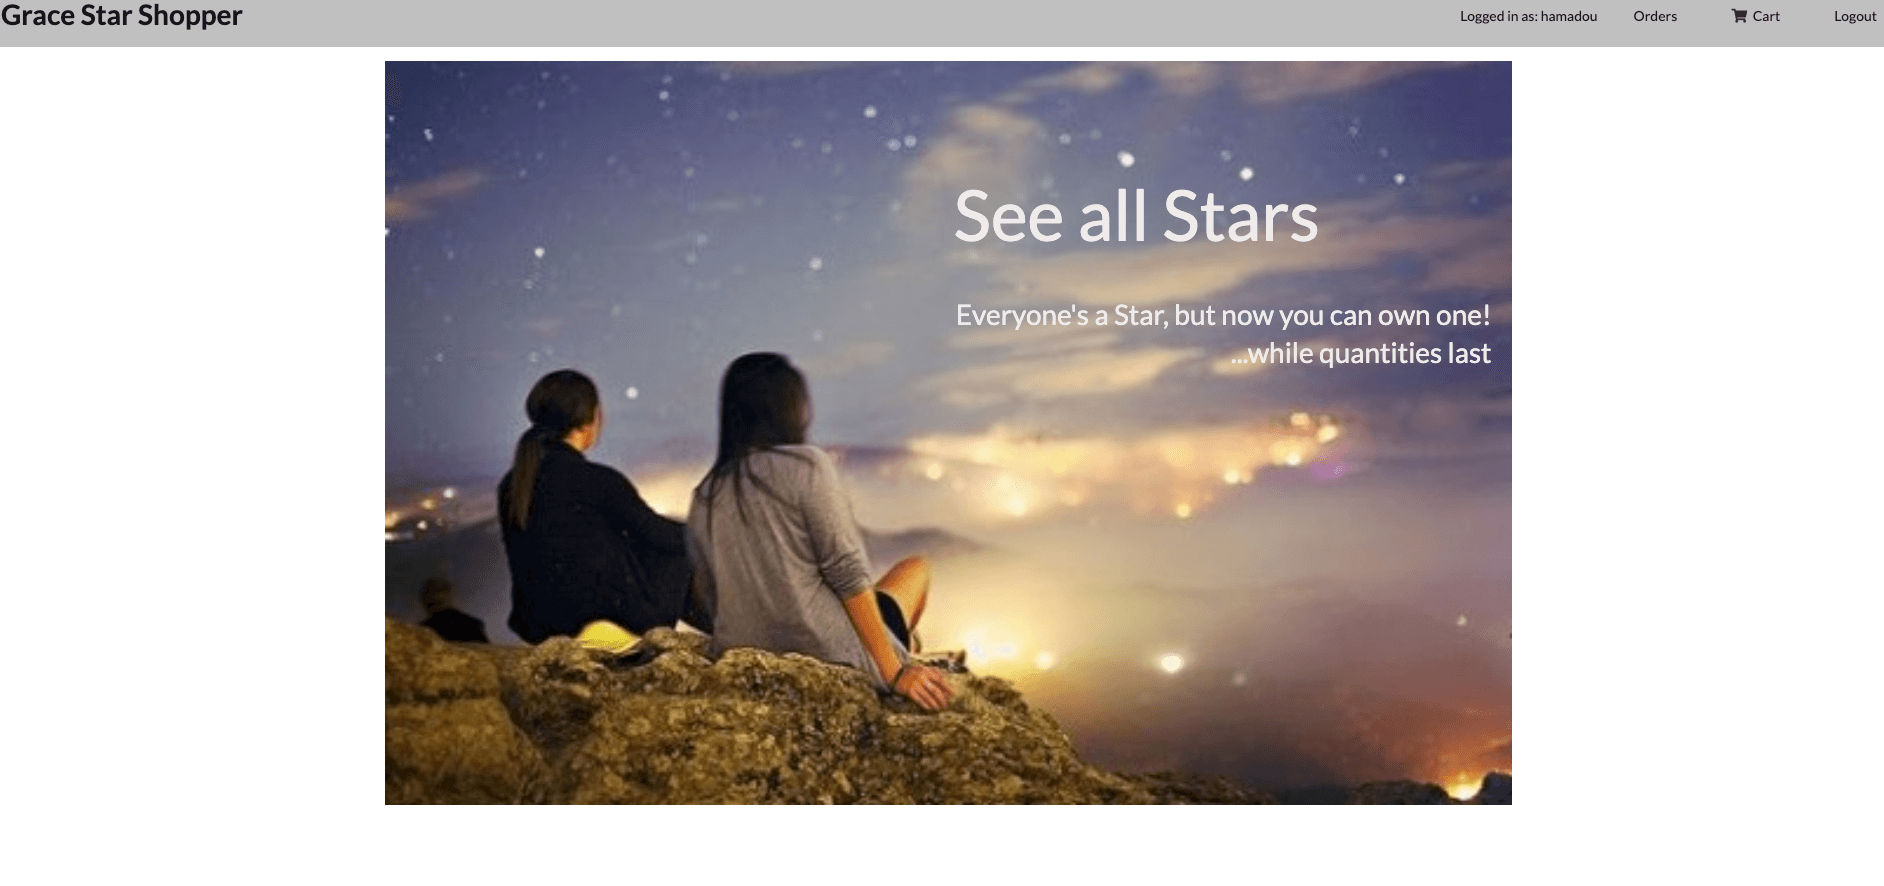 Grace Star Shopper
Logged in as: hamadou Orders Cart Logout
See all Stars
Everyone's a Star, but now you can own one!
...while quantities last